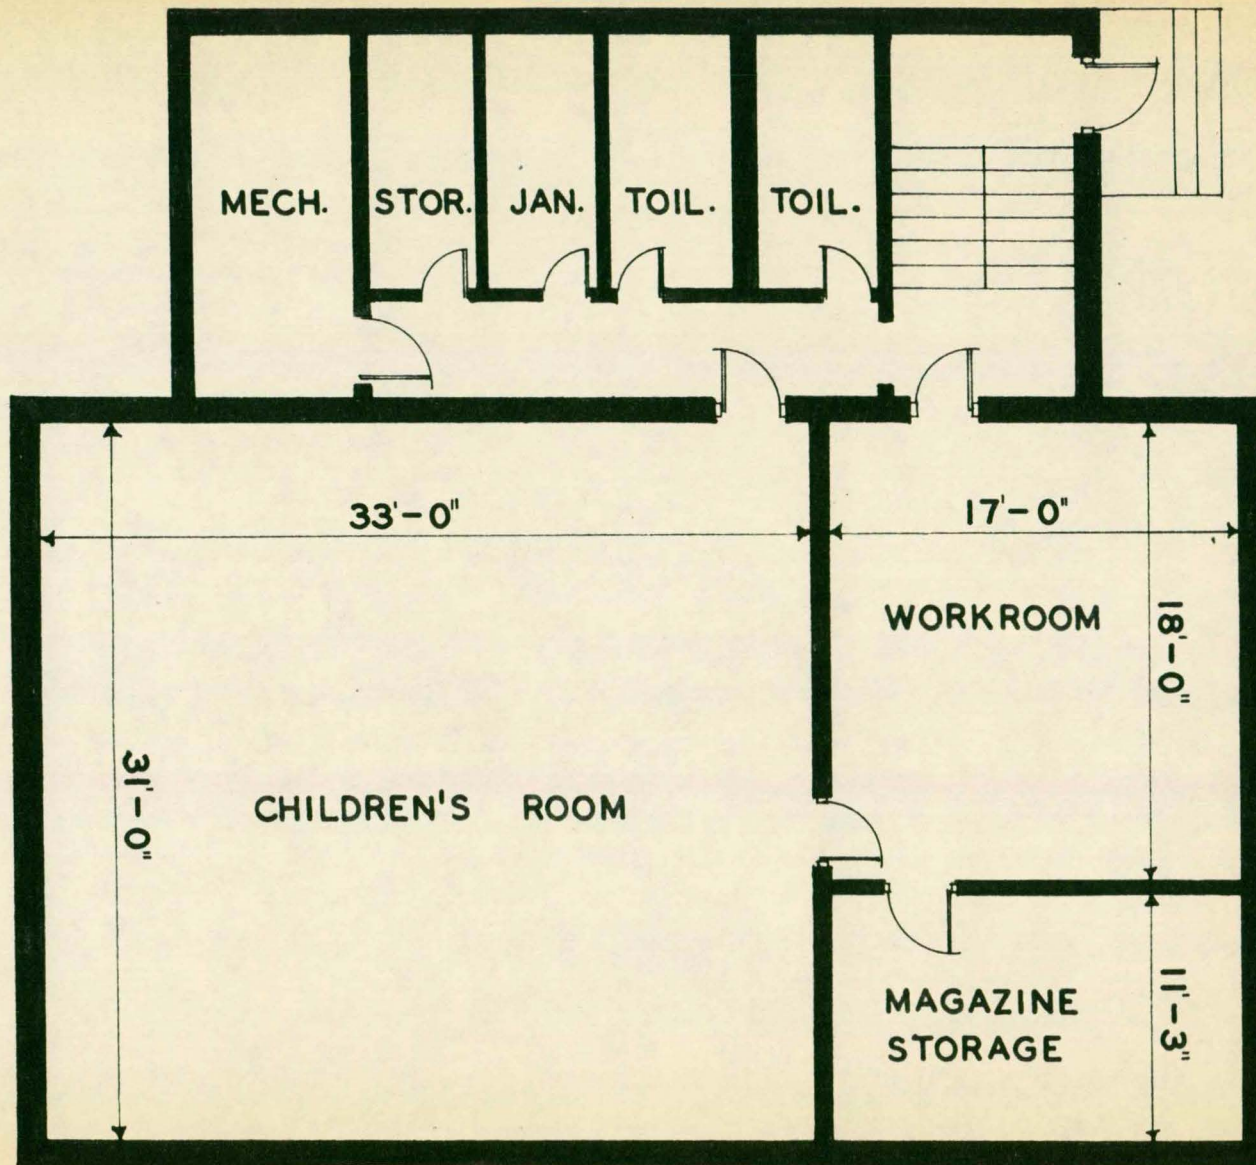 MECH.
STOR.
JAN.
TOIL.
TOIL.
33'-0"
17'-0"
WORKROOM
18'-0"
31'-0"
CHILDREN'S ROOM
MAGAZINE
STORAGE
11'-3"